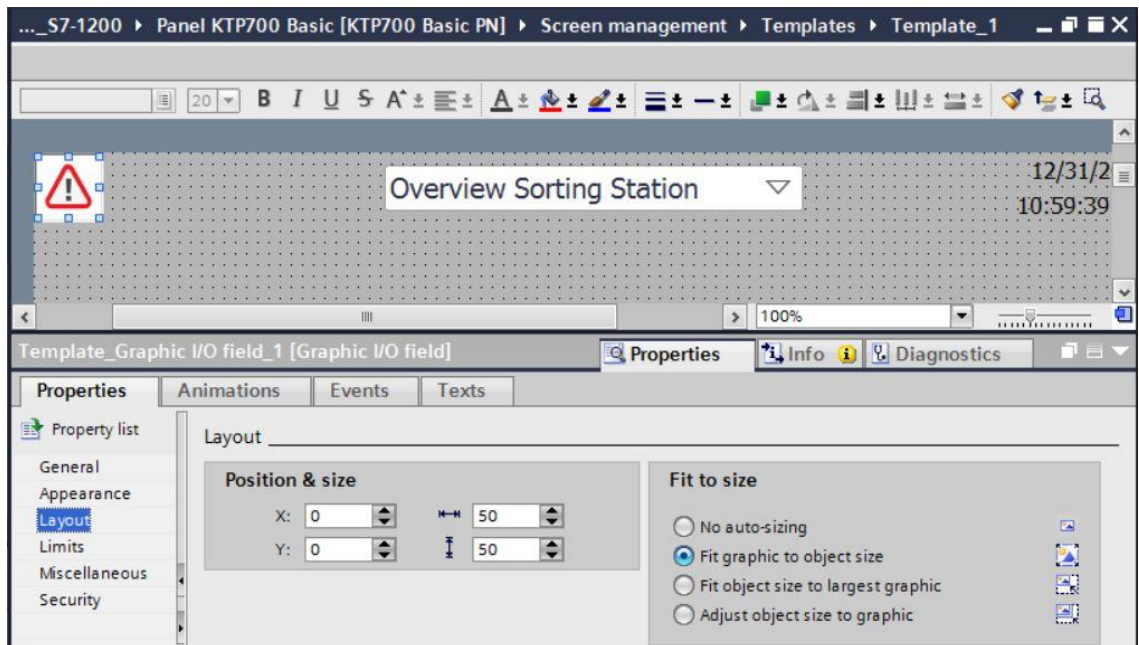 ..._S7-1200 ▸ Panel KTP700 Basic [KTP700 Basic PN] ▸ Screen management ▸ Templates ▸ Template_1
20 B I U S A A
Overview Sorting Station
12/31/2
10:59:39
100%
Template_Graphic I/O field_1 [Graphic I/O field] Properties Info Diagnostics
Properties Animations Events Texts
Property list
Layout
General
Appearance
Layout
Limits
Miscellaneous
Security
Position & size
X: 0 50
Y: 0 50
Fit to size
No auto-sizing
Fit graphic to object size
Fit object size to largest graphic
Adjust object size to graphic